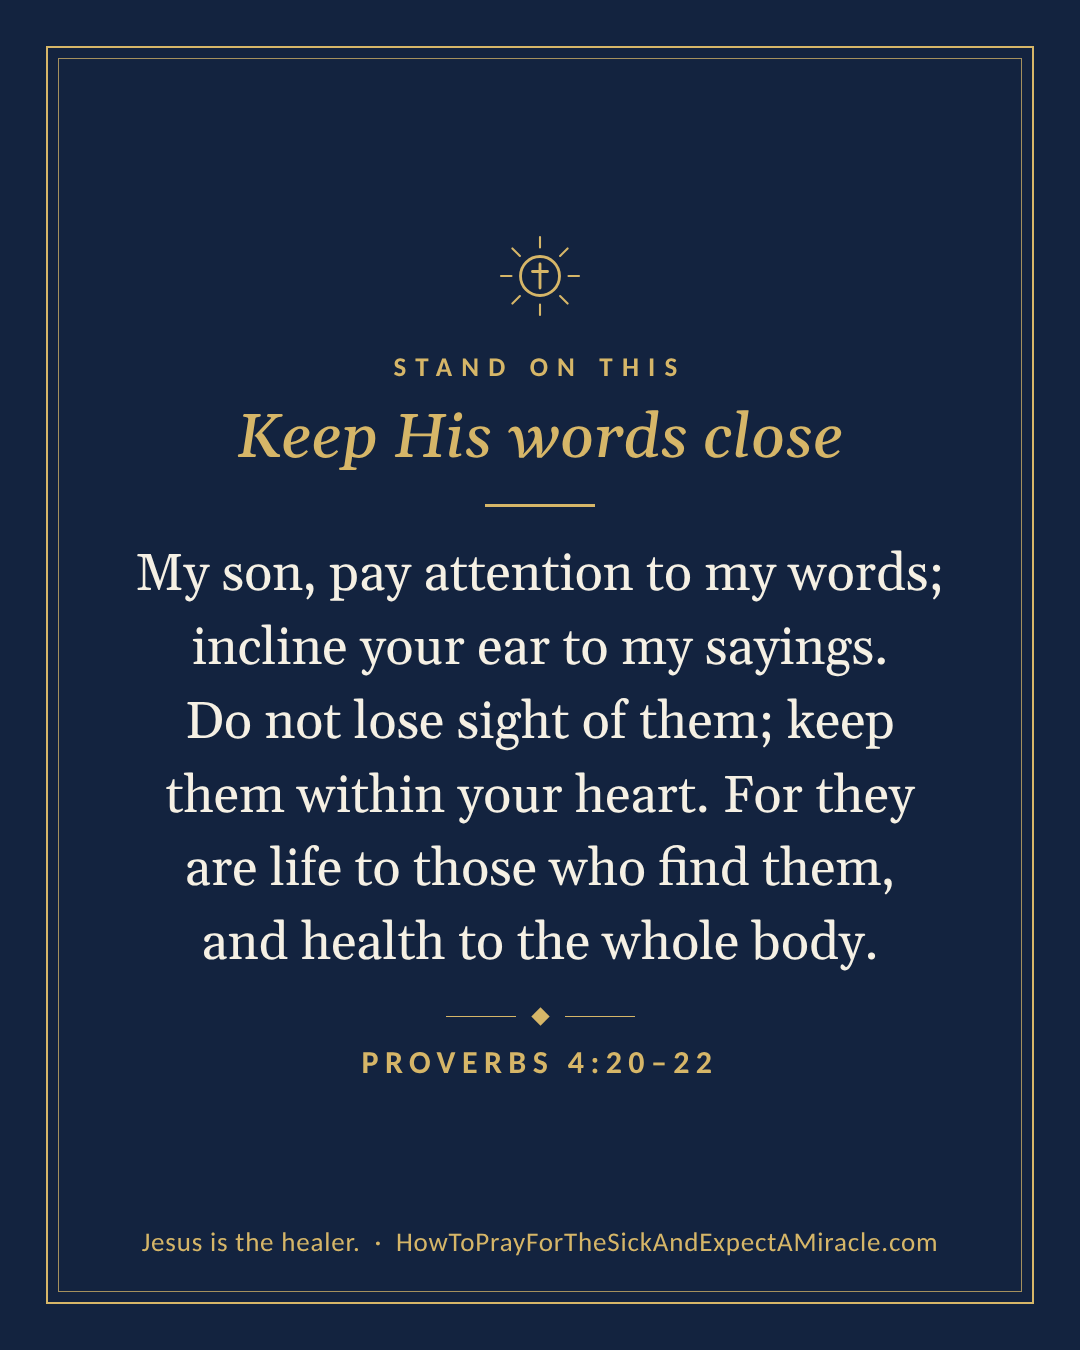 STAND ON THIS
Keep His words close
My son, pay attention to my words;
incline your ear to my sayings.
Do not lose sight of them; keep
them within your heart. For they
are life to those who find them,
and health to the whole body.
PROVERBS 4:20–22
Jesus is the healer. · HowToPrayForTheSickAndExpectAMiracle.com